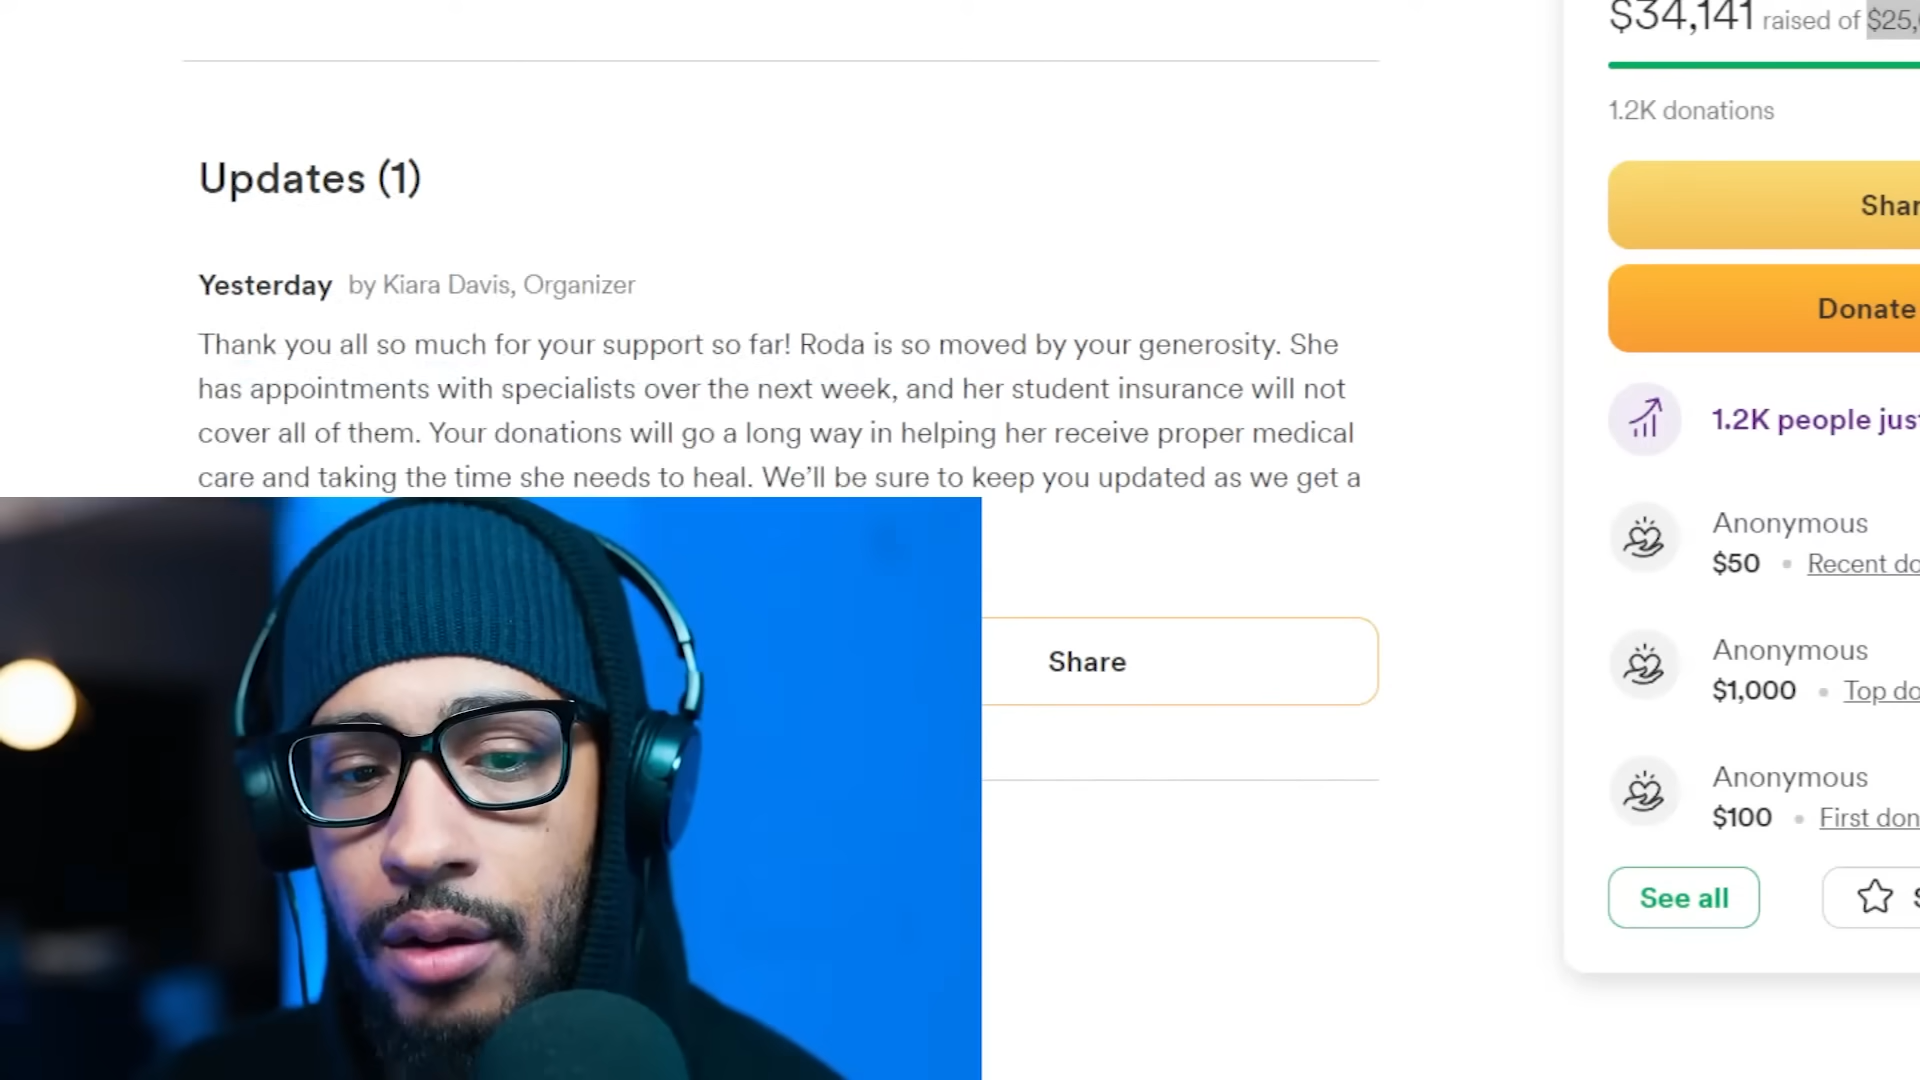 $34,141 raised of $25,
1.2K donations
Updates (1)
Yesterday by Kiara Davis, Organizer
Thank you all so much for your support so far! Roda is so moved by your generosity. She
has appointments with specialists over the next week, and her student insurance will not
cover all of them. Your donations will go a long way in helping her receive proper medical
care and taking the time she needs to heal. We’ll be sure to keep you updated as we get a
Share
Donate
1.2K people
Anonymous
$50 • Recent
Anonymous
$1,000 • Top
Anonymous
$100 • First
See all